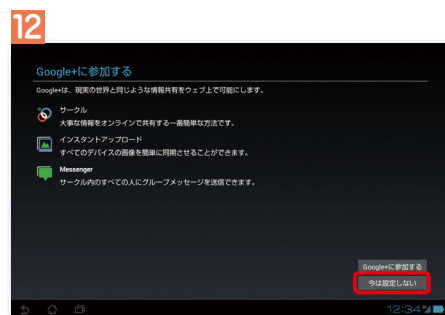 12
Google+に参加する
Google+は、現実の世界と同じような情報共有をウェブ上で可能にします。
サークル
大事な情報をオンラインで共有する一番簡単な方法です。
インスタントアップロード
すべてのデバイスの画像を簡単に同期させることができます。
Messenger
サークル内のすべての人にグループメッセージを送信できます。
Google+に参加する
今は設定しない
12:34